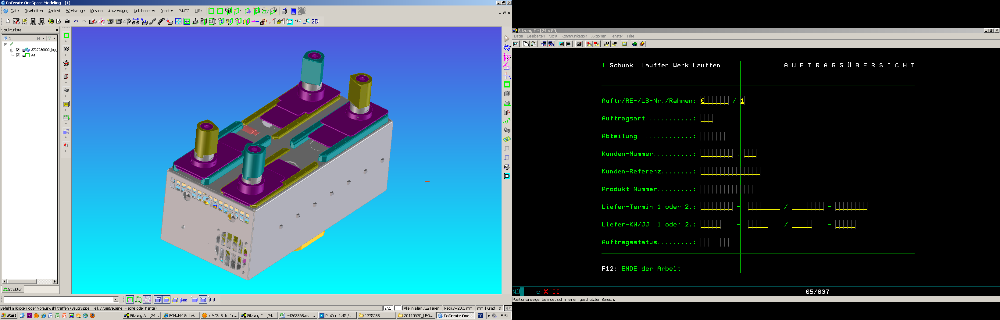 CoCreate OneSpace Modeling - [1]
Datei Bearbeiten Ansicht Werkzeuge Messen Anwendung Kollaborieren Fenster INNEO Hilfe
PKG PKG STEP 2D
Strukturliste
1
3727080000_leg_
A1
Struktur
Befehl anklicken oder Vorauswahl treffen (Baugruppe, Teil, Arbeitsebene, Fläche oder Kante).
/A1 Alle in allen AE/Teilen Radius=20.5 mm mm | Grad | g
Start Sitzung A - [24... SCHUNK GmbH... > WG: Bitte 1x... Sitzung C - [24... ~4363368.xls ... ProCon 1.45 / ... 1275283 20110620_LEG... CoCreate One... DE « 15:51
Sitzung C - [24 x 80]
Datei Bearbeiten Sicht Kommunikation Aktionen Fenster Hilfe
1 Schunk Lauffen Werk Lauffen A U F T R A G S Ü B E R S I C H T
Auftr/RE-/LS-Nr./Rahmen: 0 / 1
Auftragsart............:
Abteilung..............:
Kunden-Nummer..........: .
Kunden-Referenz........:
Produkt-Nummer.........:
Liefer-Termin 1 oder 2.: - / -
Liefer-KW/JJ 1 oder 2.: - / -
Auftragsstatus.........: -
F12: ENDE der Arbeit
MA c X II 05/037
Positionsanzeiger befindet sich in einem geschützten Bereich.